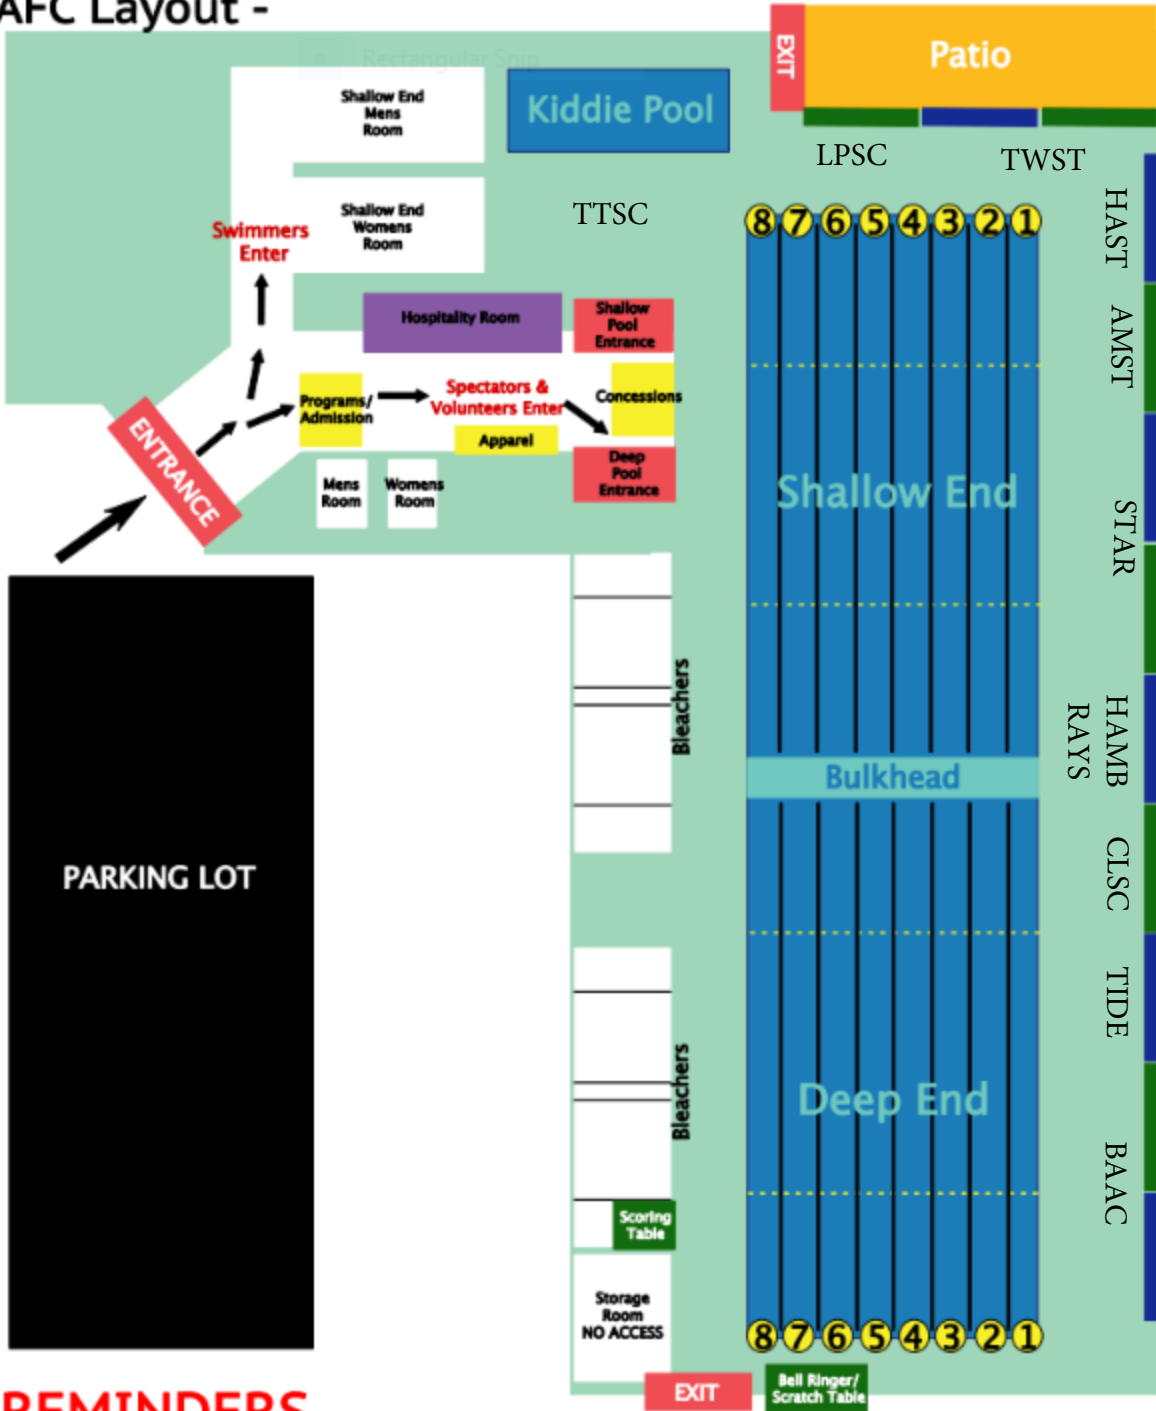 AFC Layout -
Rectangular Snip
EXIT
Patio
Shallow End
Mens
Room
Kiddie Pool
LPSC
TWST
Shallow End
Womens
Room
TTSC
HAST
Swimmers
Enter
8 7 6 5 4 3 2 1
Hospitality Room
Shallow
Pool
Entrance
AMST
Programs/
Admission
Spectators &
Volunteers Enter
Concessions
Apparel
ENTRANCE
Mens
Room
Womens
Room
Deep
Pool
Entrance
Shallow End
STAR
Bleachers
HAMB
RAYS
Bulkhead
PARKING LOT
CLSC
TIDE
Bleachers
Deep End
BAAC
Scoring
Table
Storage
Room
NO ACCESS
8 7 6 5 4 3 2 1
EXIT
Bell Ringer/
Scratch Table
REMINDERS